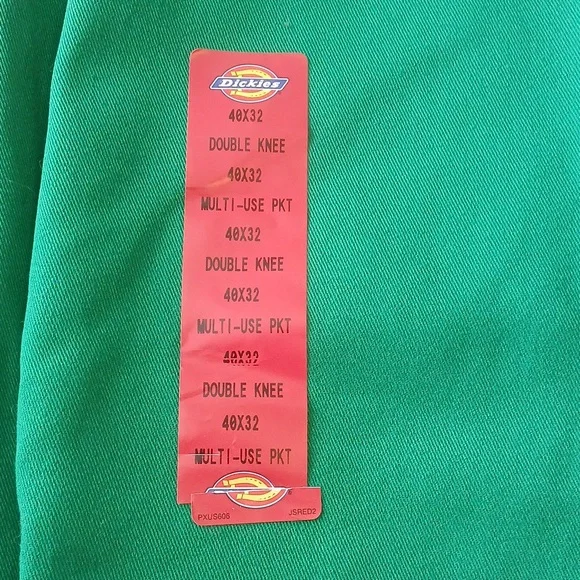 Dickies
40X32
DOUBLE KNEE
40X32
MULTI-USE PKT
40X32
DOUBLE KNEE
40X32
MULTI-USE PKT
40X32
DOUBLE KNEE
40X32
MULTI-USE PKT
PXUS606 JSRED2